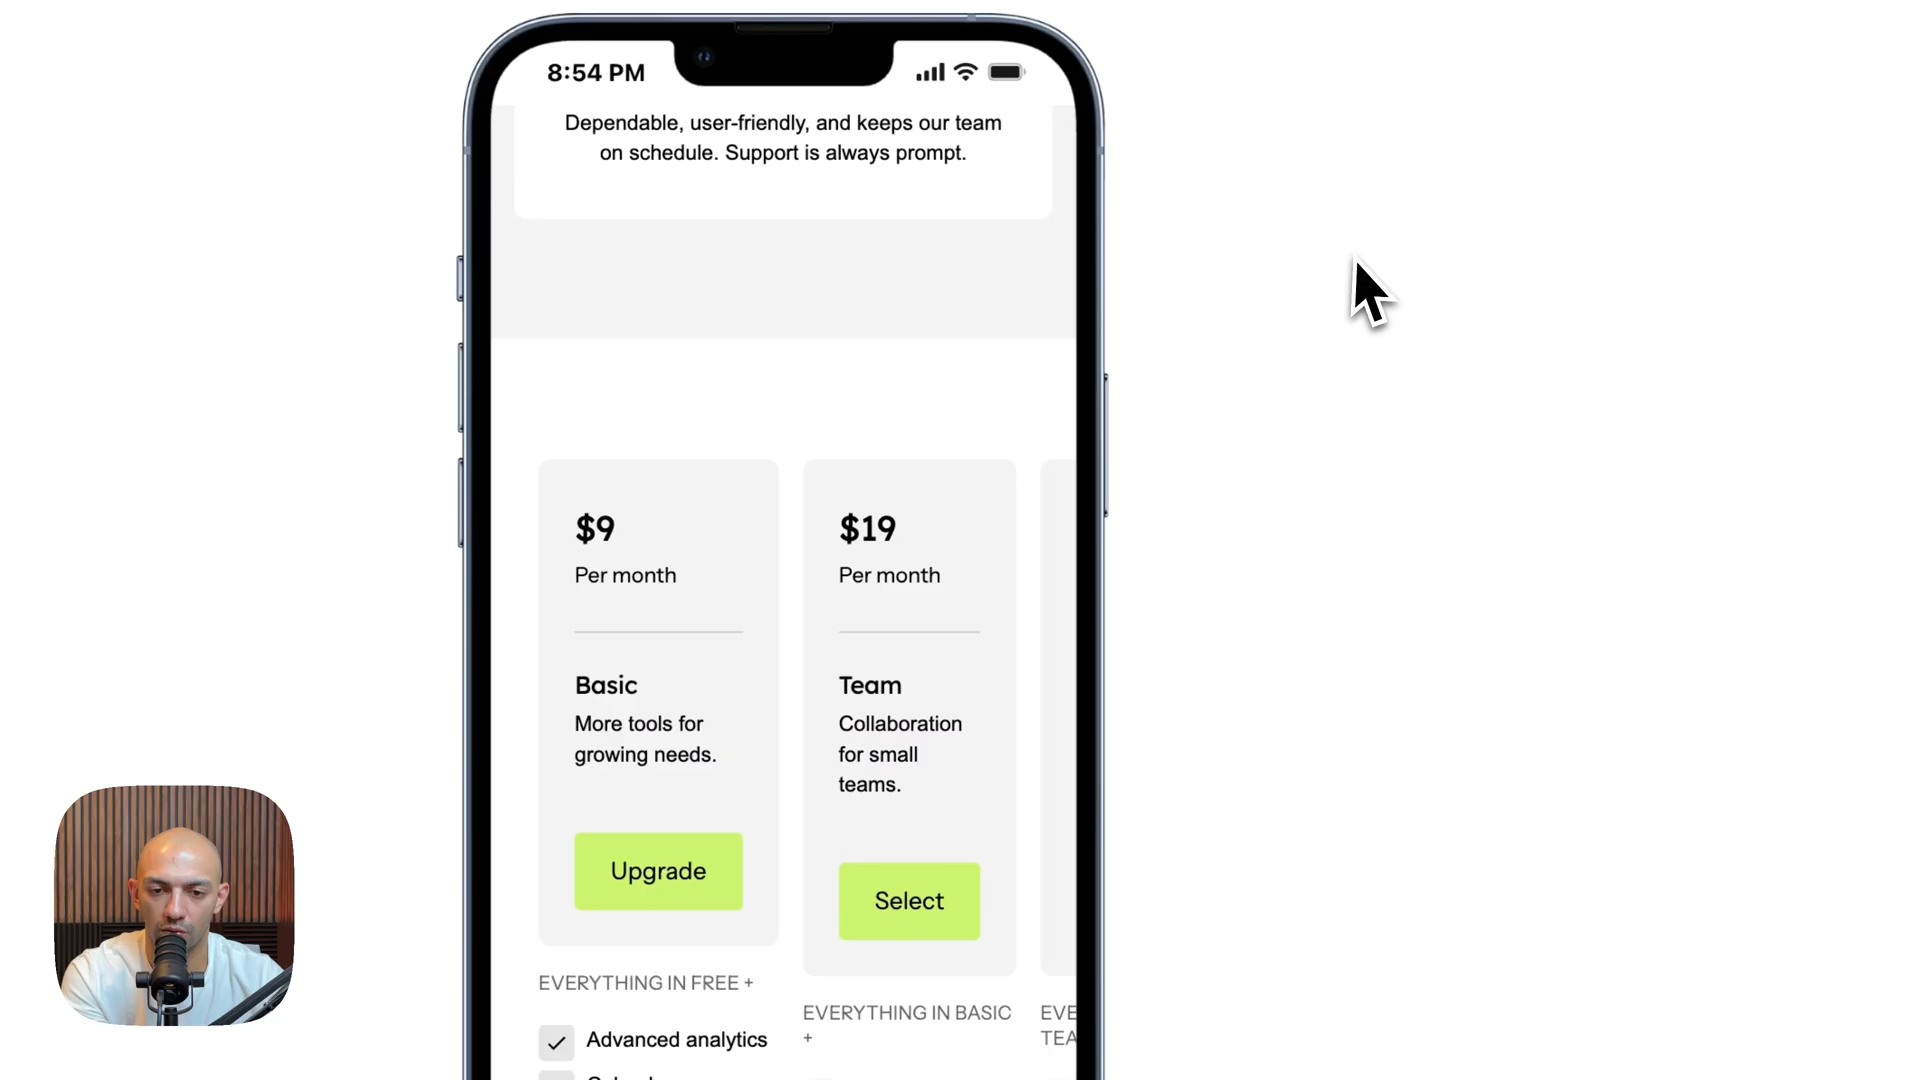 8:54 PM
Dependable, user-friendly, and keeps our team
on schedule. Support is always prompt.
$9
Per month
Basic
More tools for
growing needs.
Upgrade
EVERYTHING IN FREE +
Advanced analytics
$19
Per month
Team
Collaboration
for small
teams.
Select
EVERYTHING IN BASIC
+
EVE
TEA